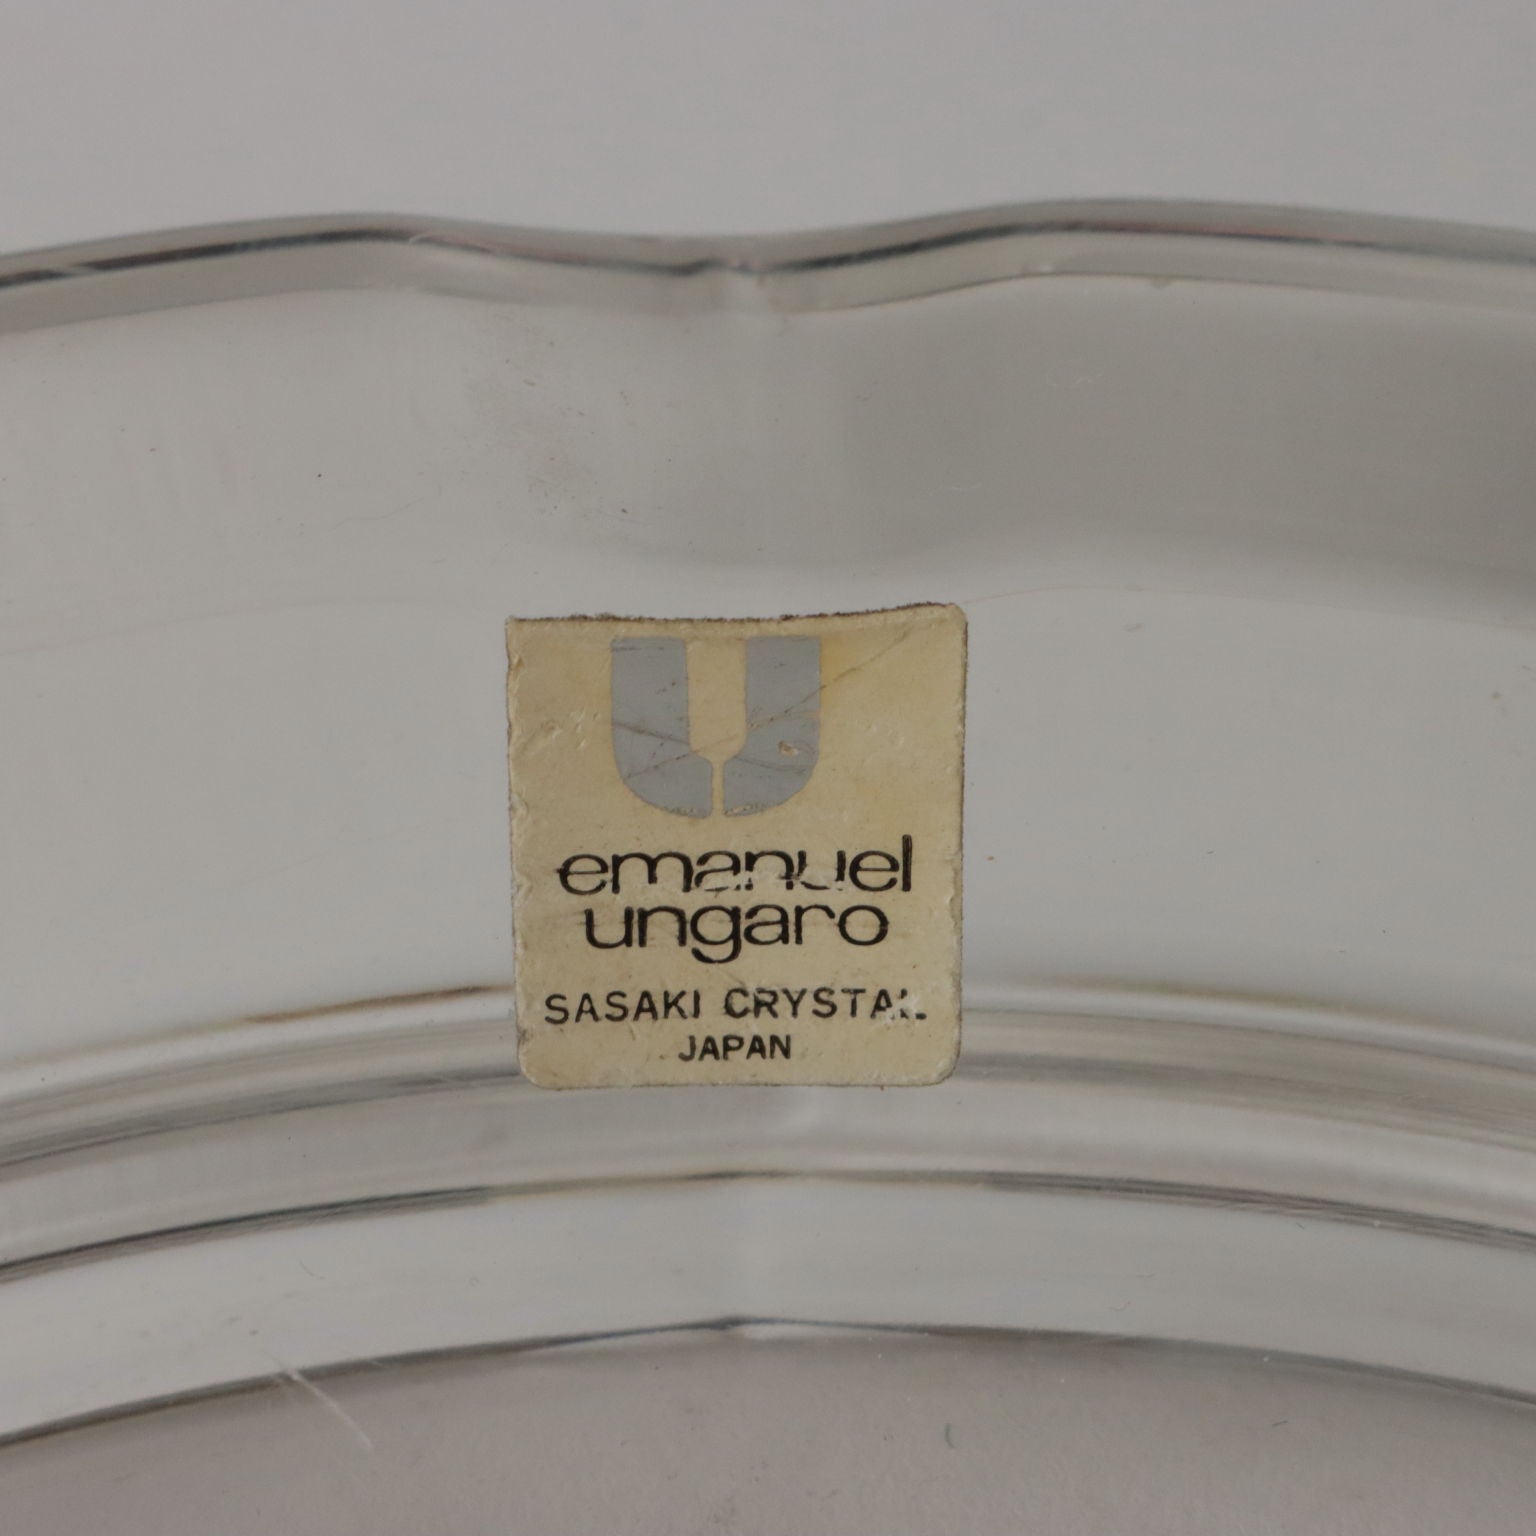 U
emanuel
ungaro
SASAKI CRYSTAL
JAPAN